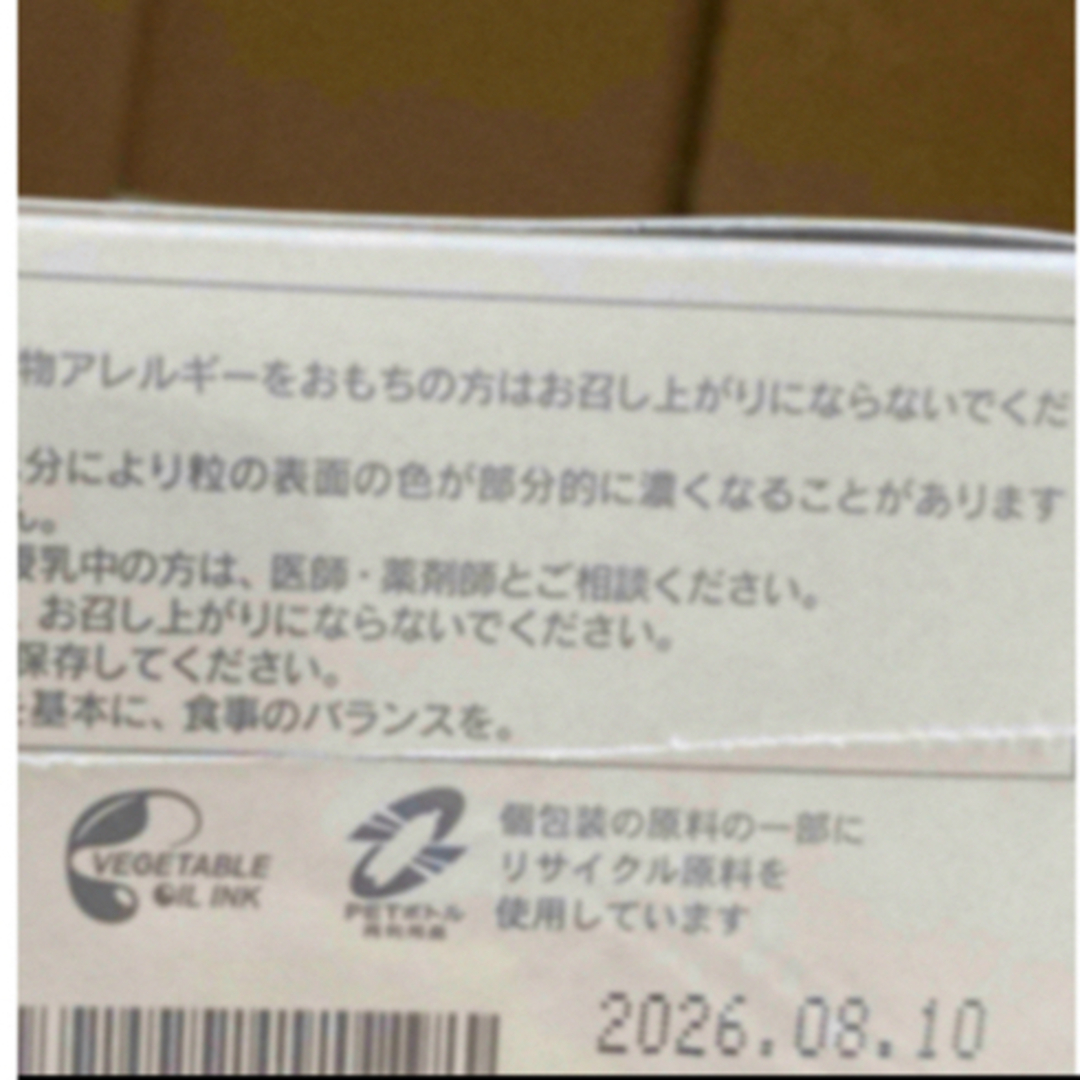 物アレルギーをおもちの方はお召し上がりにならないでくだ
分により粒の表面の色が部分的に濃くなることがあります
ん。
授乳中の方は、医師・薬剤師とご相談ください。
お召し上がりにならないでください。
保存してください。
基本に、食事のバランスを。
VEGETABLE
OIL INK
PETボトル
再利用品
個包装の原料の一部に
リサイクル原料を
使用しています
2026.08.10